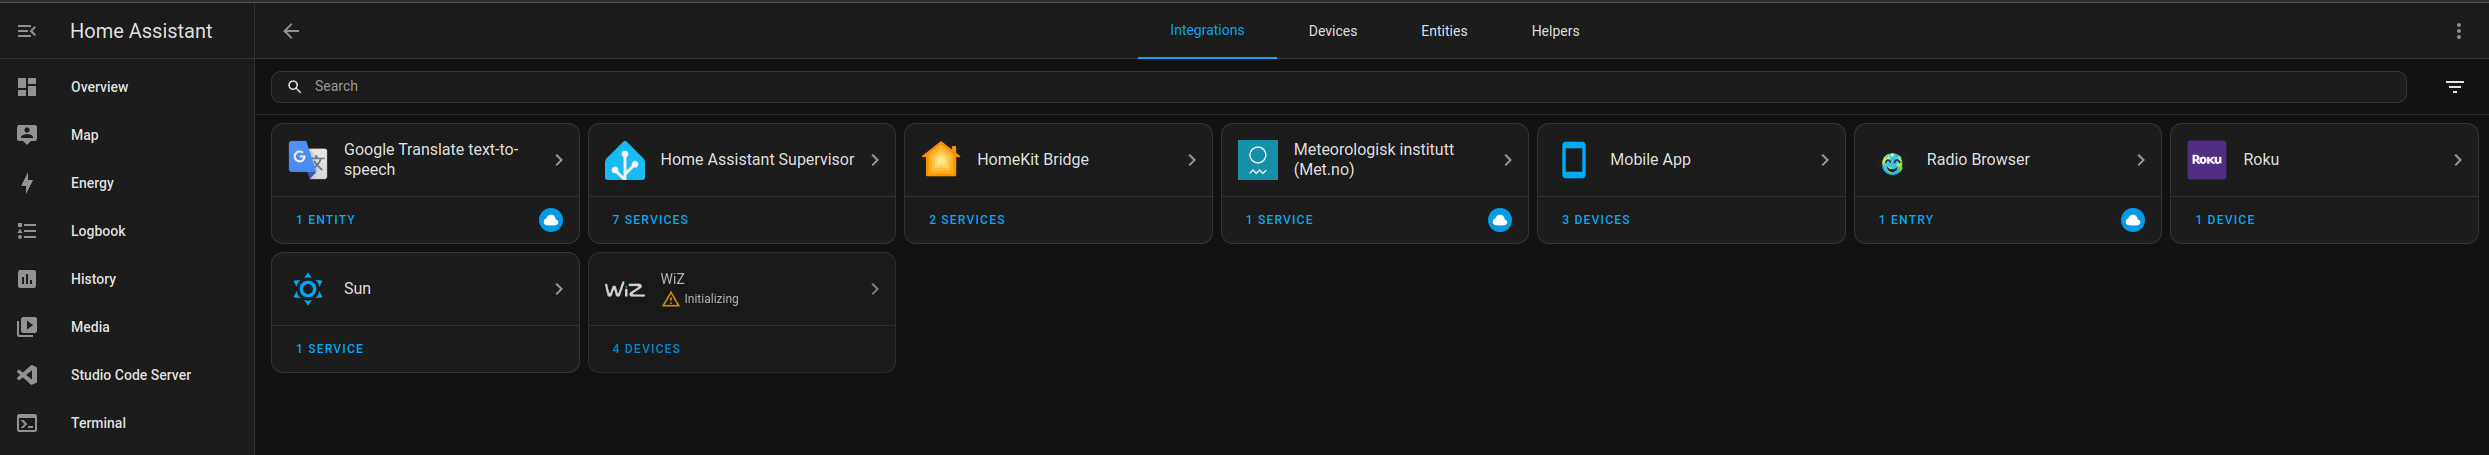 Home Assistant
Integrations
Devices
Entities
Helpers
Overview
Map
Energy
Logbook
History
Media
Studio Code Server
Terminal
Search
G 文
Google Translate text-to-
speech
1 ENTITY
Home Assistant Supervisor
7 SERVICES
HomeKit Bridge
2 SERVICES
Meteorologisk institutt
(Met.no)
1 SERVICE
Mobile App
3 DEVICES
Radio Browser
1 ENTRY
Roku
Roku
1 DEVICE
Sun
1 SERVICE
WiZ
WiZ
Initializing
4 DEVICES